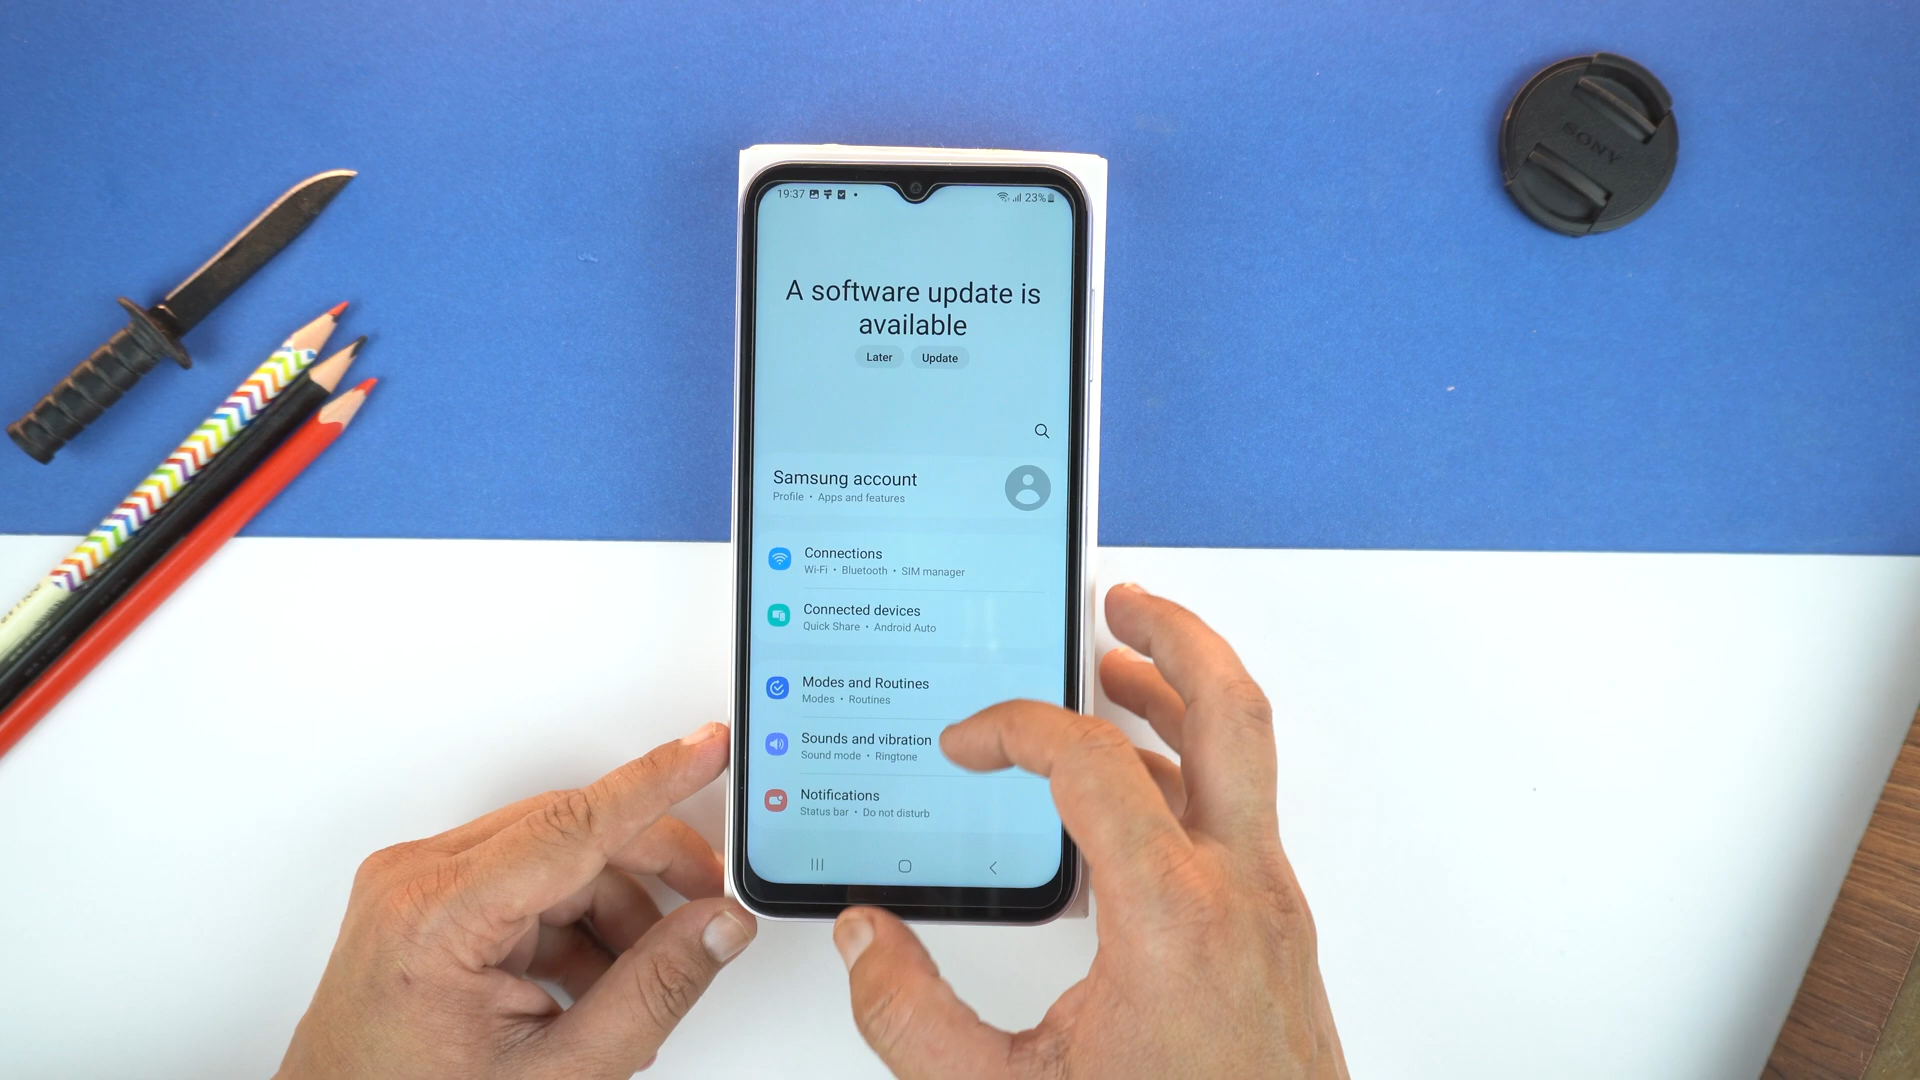 19:37
23%
A software update is
available
Later Update
Samsung account
Profile • Apps and features
Connections
Wi-Fi • Bluetooth • SIM manager
Connected devices
Quick Share • Android Auto
Modes and Routines
Modes • Routines
Sounds and vibration
Sound mode • Ringtone
Notifications
Status bar • Do not disturb
SONY